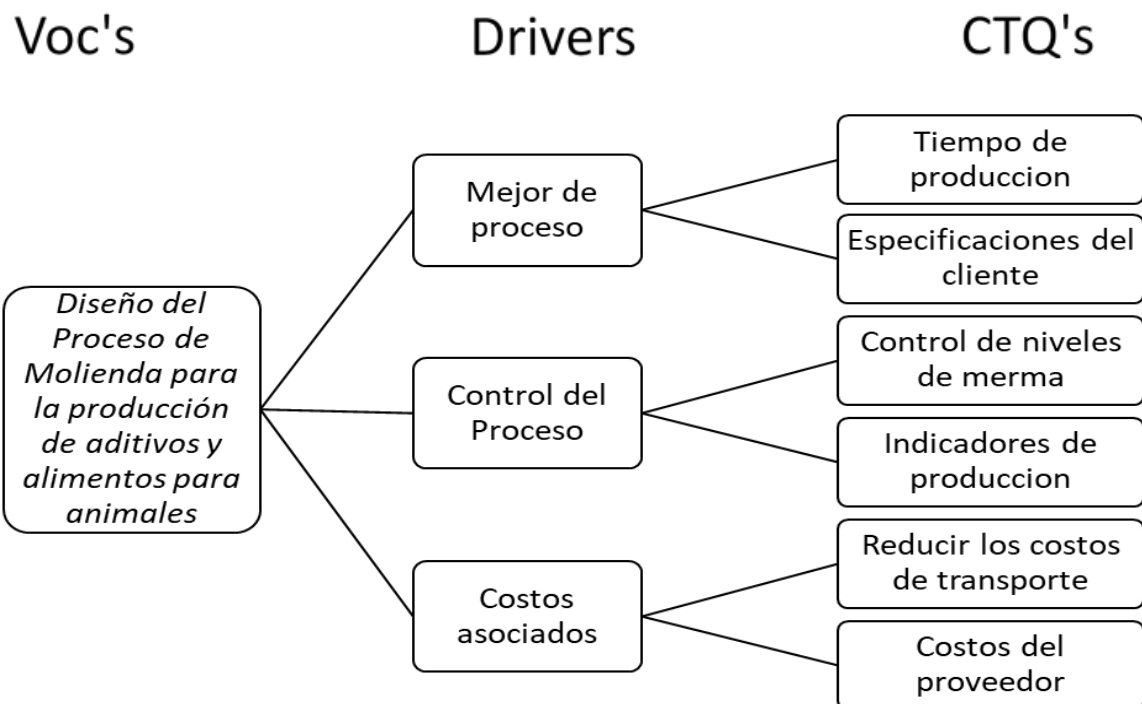 Voc's
Drivers
CTQ's
Diseño del
Proceso de
Molienda para
la producción
de aditivos y
alimentos para
animales
Mejor de
proceso
Control del
Proceso
Costos
asociados
Tiempo de
produccion
Especificaciones del
cliente
Control de niveles
de merma
Indicadores de
produccion
Reducir los costos
de transporte
Costos del
proveedor